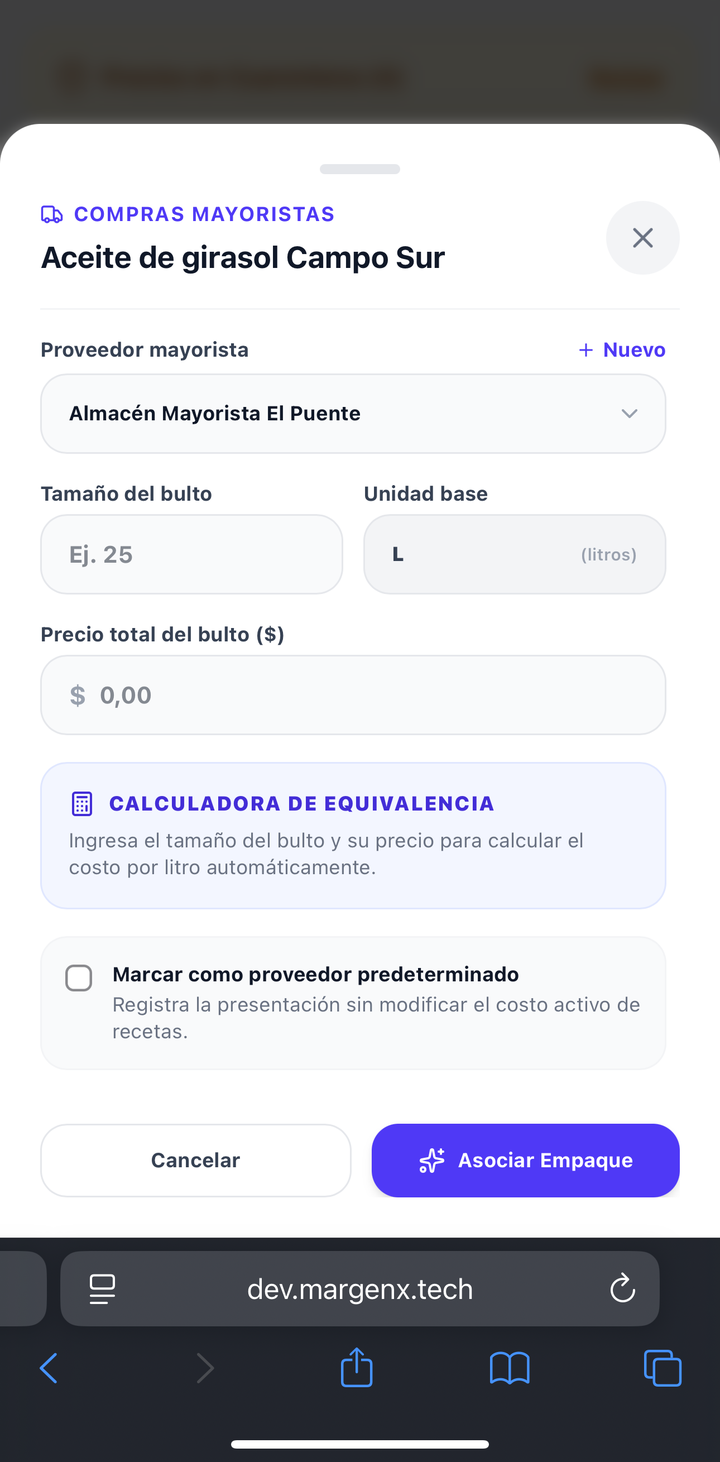 COMPRAS MAYORISTAS
Aceite de girasol Campo Sur
Proveedor mayorista
+ Nuevo
Almacén Mayorista El Puente
Tamaño del bulto
Unidad base
Ej. 25
L
(litros)
Precio total del bulto ($)
$ 0,00
CALCULADORA DE EQUIVALENCIA
Ingresa el tamaño del bulto y su precio para calcular el
costo por litro automáticamente.
Marcar como proveedor predeterminado
Registra la presentación sin modificar el costo activo de
recetas.
Cancelar
Asociar Empaque
dev.margenx.tech